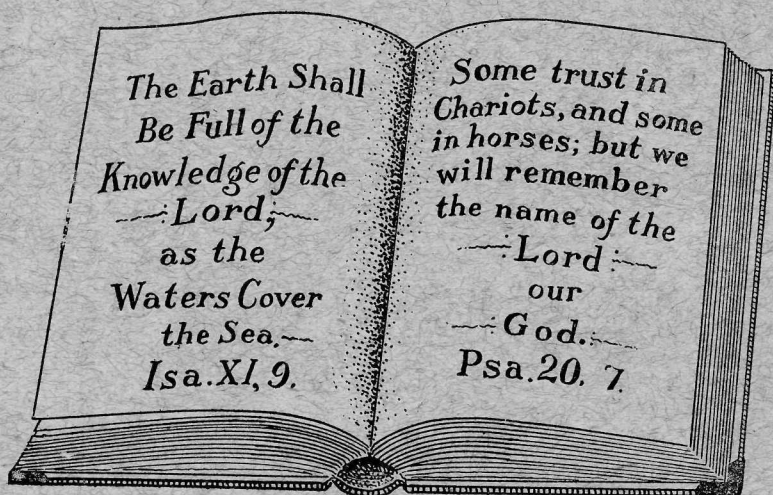 The Earth Shall
Be Full of the
Knowledge of the
Lord;
as the
Waters Cover
the Sea.
Isa. XI, 9.
Some trust in
Chariots, and some
in horses; but we
will remember
the name of the
Lord
our
God.
Psa. 20. 7.